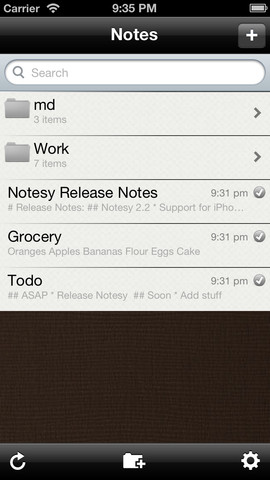 Carrier 9:35 PM
Notes
Search
md
3 items
Work
7 items
Notesy Release Notes 9:31 pm
# Release Notes: ## Notesy 2.2 * Support for iPho…
Grocery 9:31 pm
Oranges Apples Bananas Flour Eggs Cake
Todo 9:31 pm
## ASAP * Release Notesy ## Soon * Add stuff